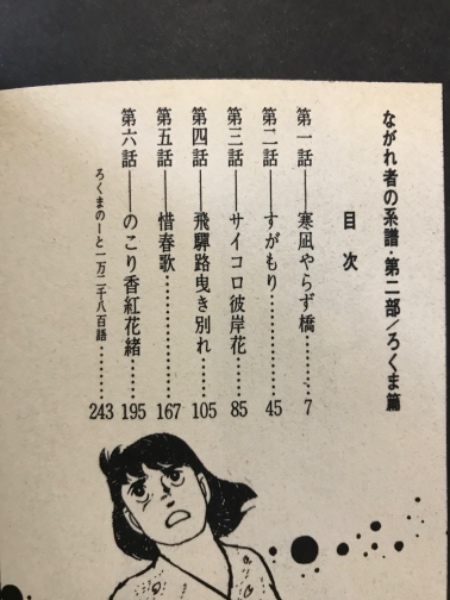 ながれ者の系譜・第二部/ろくま篇
目次
第一話――寒凪やらず橋………7
第二話――すがもり…………45
第三話――サイコロ彼岸花……85
第四話――飛騨路曳き別れ……105
第五話――惜春歌……………167
第六話――のこり香紅花緒……195
ろくまのーと一万二千八百語………243